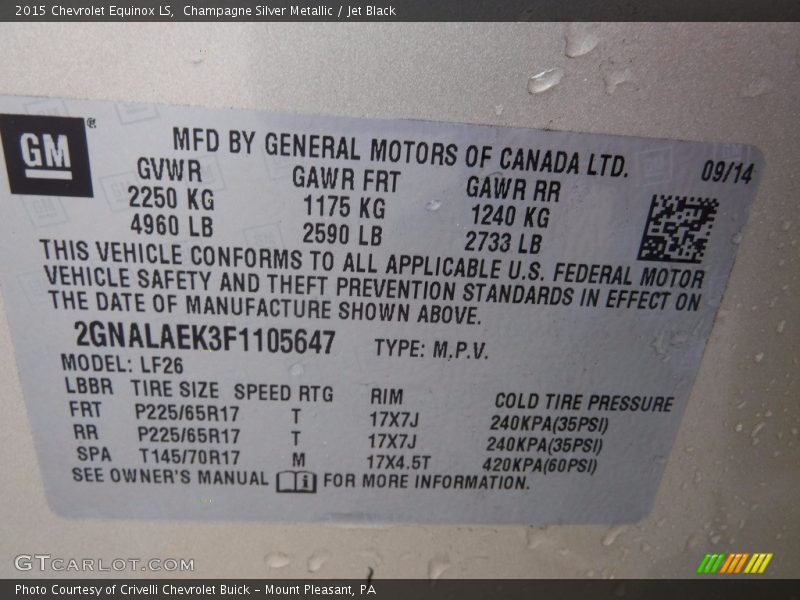 2015 Chevrolet Equinox LS, Champagne Silver Metallic / Jet Black
GM ®
MFD BY GENERAL MOTORS OF CANADA LTD. 09/14
GVWR GAWR FRT GAWR RR
2250 KG 1175 KG 1240 KG
4960 LB 2590 LB 2733 LB
THIS VEHICLE CONFORMS TO ALL APPLICABLE U.S. FEDERAL MOTOR
VEHICLE SAFETY AND THEFT PREVENTION STANDARDS IN EFFECT ON
THE DATE OF MANUFACTURE SHOWN ABOVE.
2GNALAEK3F1105647 TYPE: M.P.V.
MODEL: LF26
LBBR TIRE SIZE SPEED RTG RIM COLD TIRE PRESSURE
FRT P225/65R17 T 17X7J 240KPA(35PSI)
RR P225/65R17 T 17X7J 240KPA(35PSI)
SPA T145/70R17 M 17X4.5T 420KPA(60PSI)
SEE OWNER'S MANUAL i FOR MORE INFORMATION.
GTCARLOT.COM
Photo Courtesy of Crivelli Chevrolet Buick - Mount Pleasant, PA